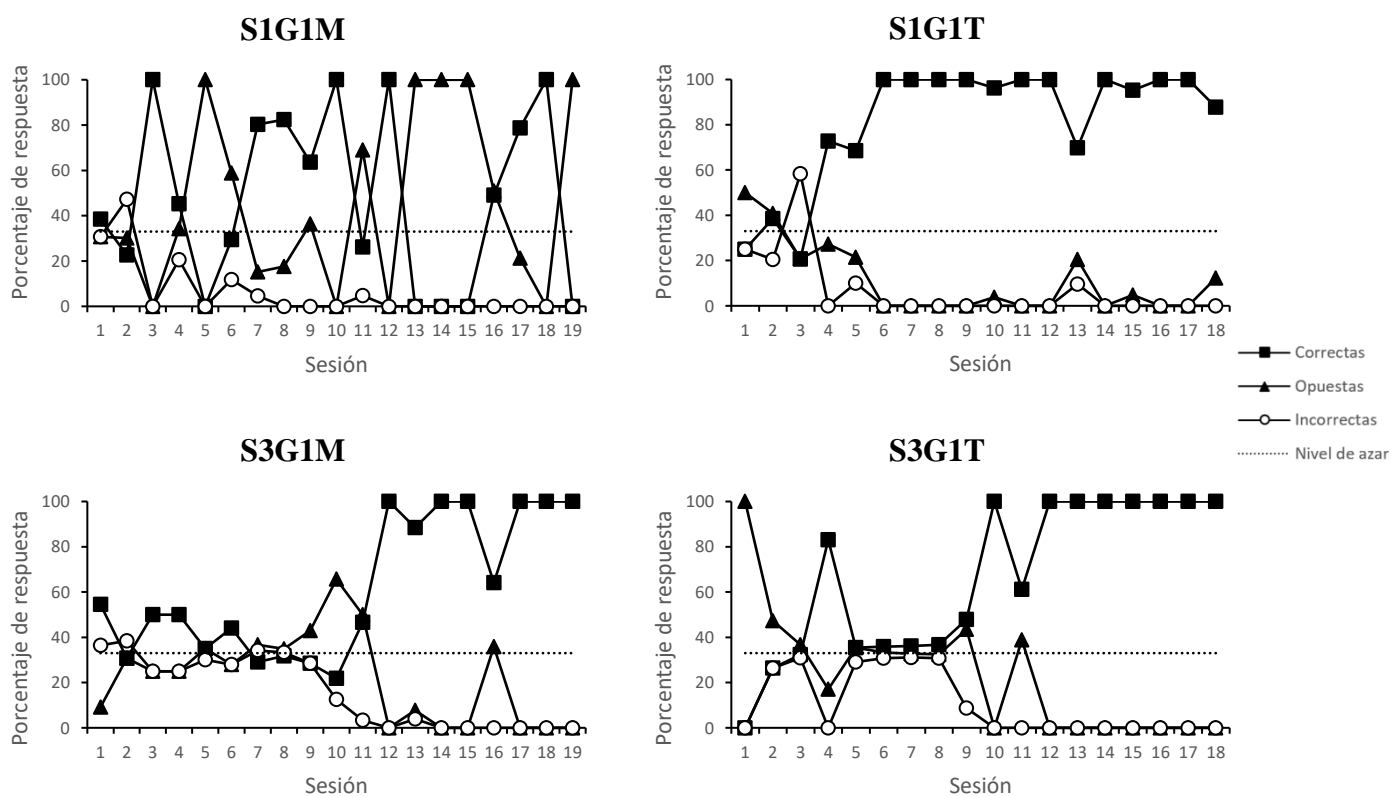 S1G1M
Porcentaje de respuesta
100
80
60
40
20
0
1 2 3 4 5 6 7 8 9 10 11 12 13 14 15 16 17 18 19
Sesión
S1G1T
Porcentaje de respuesta
100
80
60
40
20
0
1 2 3 4 5 6 7 8 9 10 11 12 13 14 15 16 17 18
Sesión
Correctas
Opuestas
Incorrectas
Nivel de azar
S3G1M
Porcentaje de respuesta
100
80
60
40
20
0
1 2 3 4 5 6 7 8 9 10 11 12 13 14 15 16 17 18 19
Sesión
S3G1T
Porcentaje de respuesta
100
80
60
40
20
0
1 2 3 4 5 6 7 8 9 10 11 12 13 14 15 16 17 18
Sesión